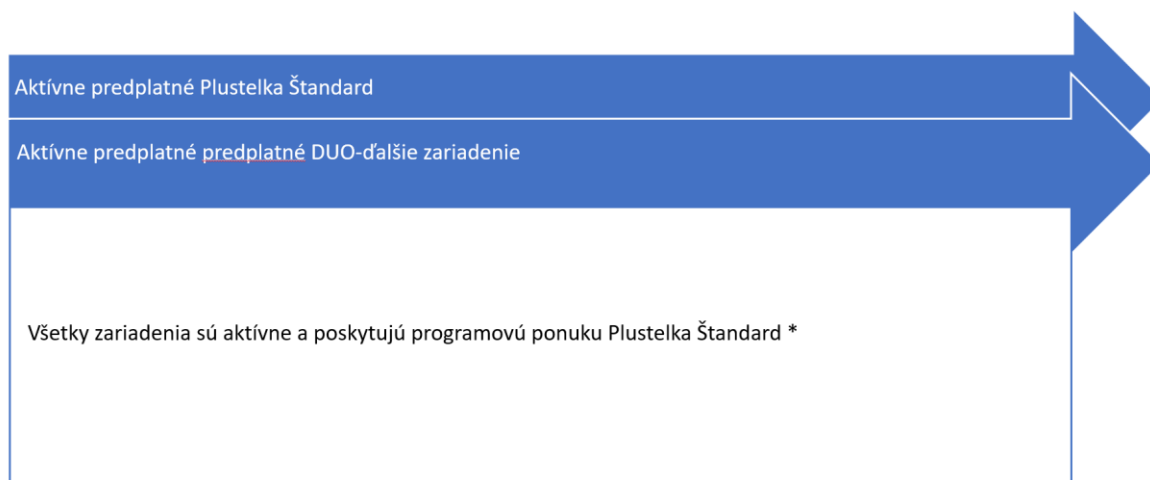 Aktívne predplatné Plustelka Štandard
Aktívne predplatné predplatné DUO-ďalšie zariadenie
Všetky zariadenia sú aktívne a poskytujú programovú ponuku Plustelka Štandard *